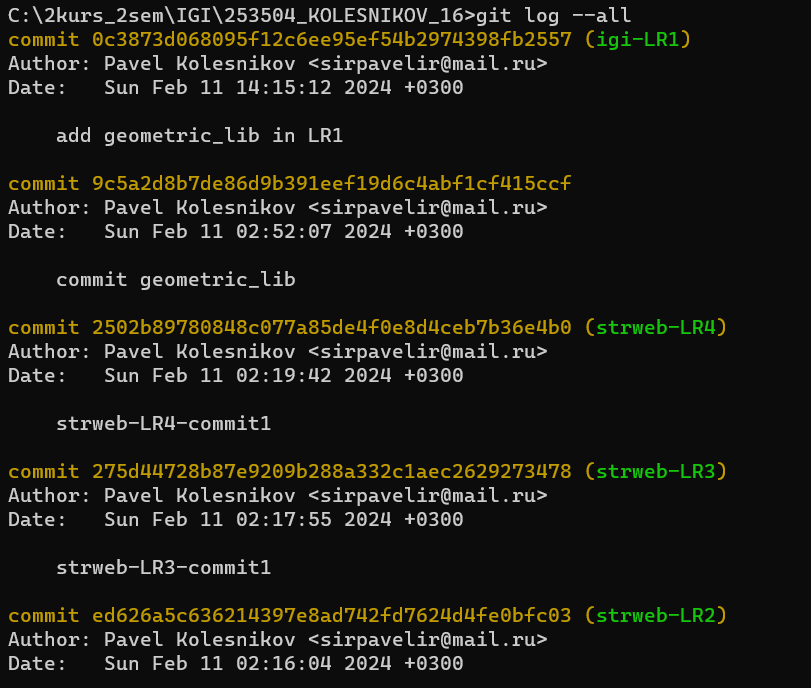 C:\2kurs_2sem\IGI\253504_KOLESNIKOV_16>git log --all
commit 0c3873d068095f12c6ee95ef54b2974398fb2557 (igi-LR1)
Author: Pavel Kolesnikov <sirpavelir@mail.ru>
Date:   Sun Feb 11 14:15:12 2024 +0300
add geometric_lib in LR1
commit 9c5a2d8b7de86d9b391eef19d6c4abf1cf415ccf
Author: Pavel Kolesnikov <sirpavelir@mail.ru>
Date:   Sun Feb 11 02:52:07 2024 +0300
commit geometric_lib
commit 2502b89780848c077a85de4f0e8d4ceb7b36e4b0 (strweb-LR4)
Author: Pavel Kolesnikov <sirpavelir@mail.ru>
Date:   Sun Feb 11 02:19:42 2024 +0300
strweb-LR4-commit1
commit 275d44728b87e9209b288a332c1aec2629273478 (strweb-LR3)
Author: Pavel Kolesnikov <sirpavelir@mail.ru>
Date:   Sun Feb 11 02:17:55 2024 +0300
strweb-LR3-commit1
commit ed626a5c636214397e8ad742fd7624d4fe0bfc03 (strweb-LR2)
Author: Pavel Kolesnikov <sirpavelir@mail.ru>
Date:   Sun Feb 11 02:16:04 2024 +0300